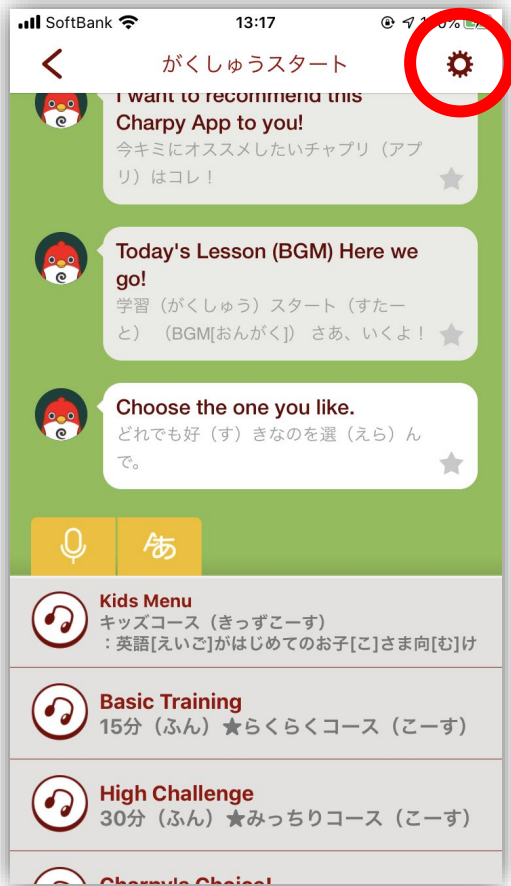 SoftBank
13:17
がくしゅうスタート
I want to recommend this
Charpy App to you!
今キミにオススメしたいチャプリ（アプ
リ）はコレ！
Today's Lesson (BGM) Here we
go!
学習（がくしゅう）スタート（すたー
と）（BGM[おんがく]） さあ、いくよ！
Choose the one you like.
どれでも好（す）きなのを選（えら）ん
で。
Aあ
Kids Menu
キッズコース（きっずこーす）
：英語[えいご]がはじめてのお子[こ]さま向[む]け
Basic Training
15分（ふん）★らくらくコース（こーす）
High Challenge
30分（ふん）★みっちりコース（こーす）
Charpy's Choice!